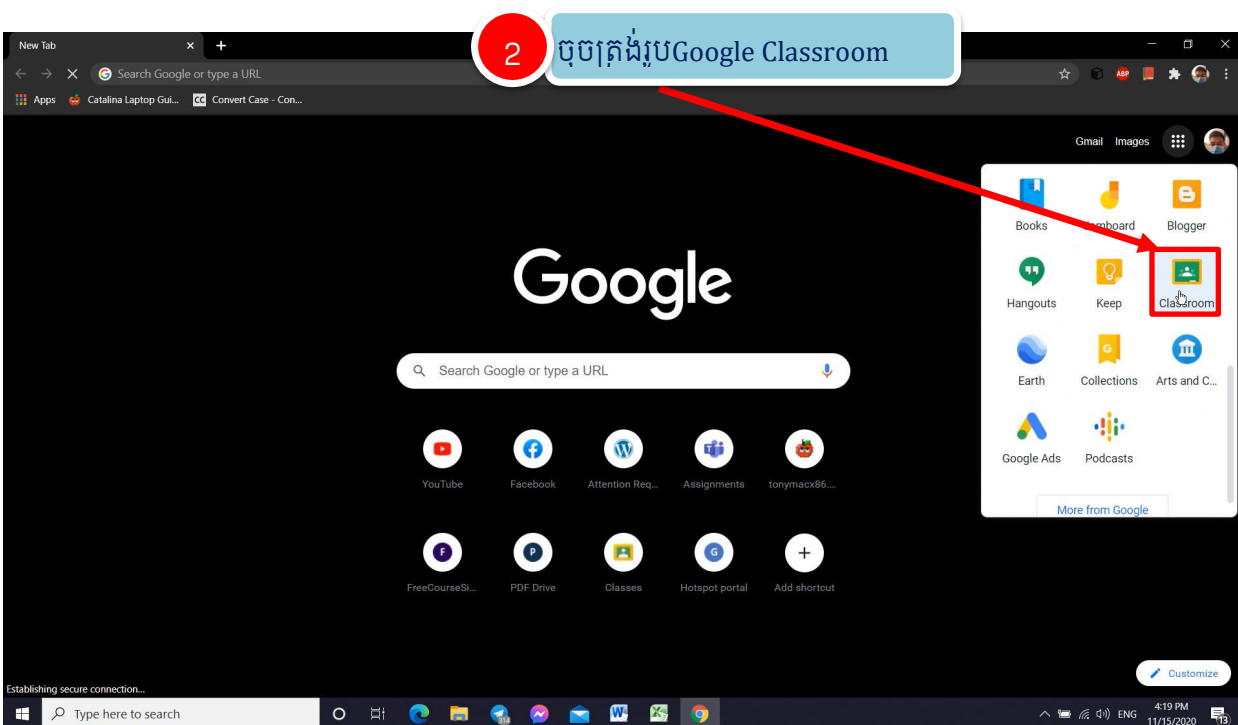 2
ចុចត្រង់រូបGoogle Classroom
New Tab
Search Google or type a URL
ABP
Apps
Catalina Laptop Gui...
CC Convert Case - Con...
Gmail Images
Books
Blogger
Hangouts Keep Classroom
Earth Collections Arts and C...
Google Ads Podcasts
More from Google
Google
Search Google or type a URL
YouTube Facebook Attention Req... Assignments tonymacx86....
F P G
FreeCourseSi... PDF Drive Classes Hotspot portal Add shortcut
Customize
Establishing secure connection...
Type here to search
ENG
4:19 PM
11/15/2020
13